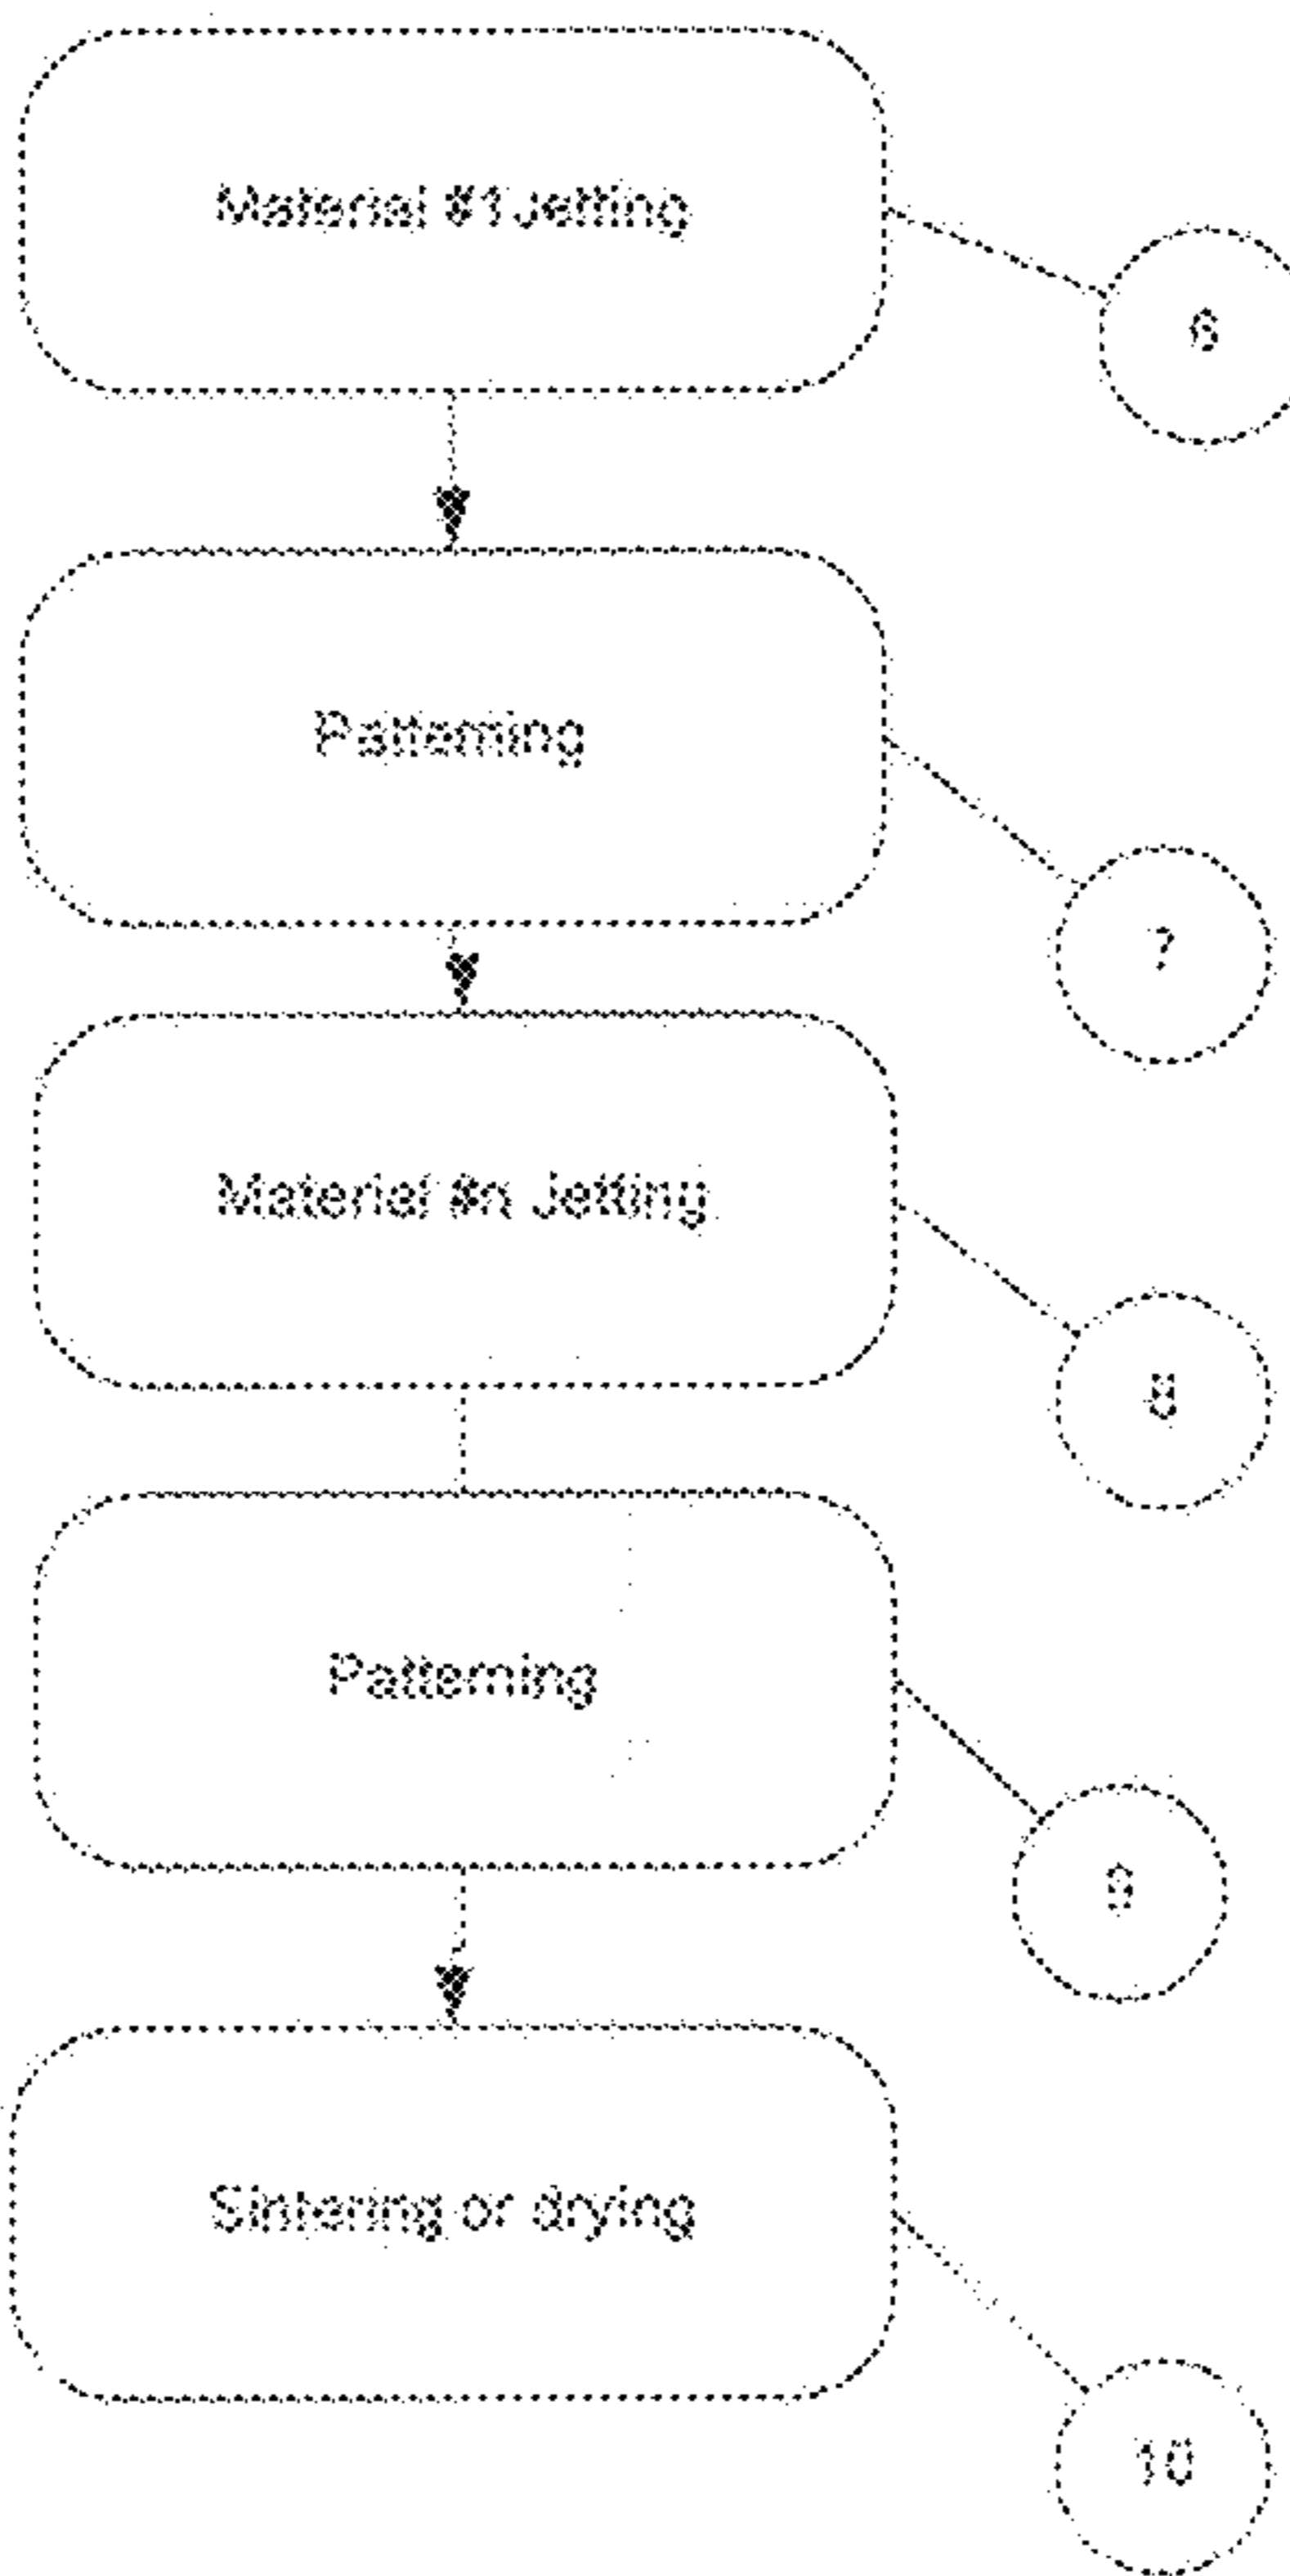 Material #1 Jetting
6
Patterning
7
Material #n Jetting
8
Patterning
9
Sintering or drying
10